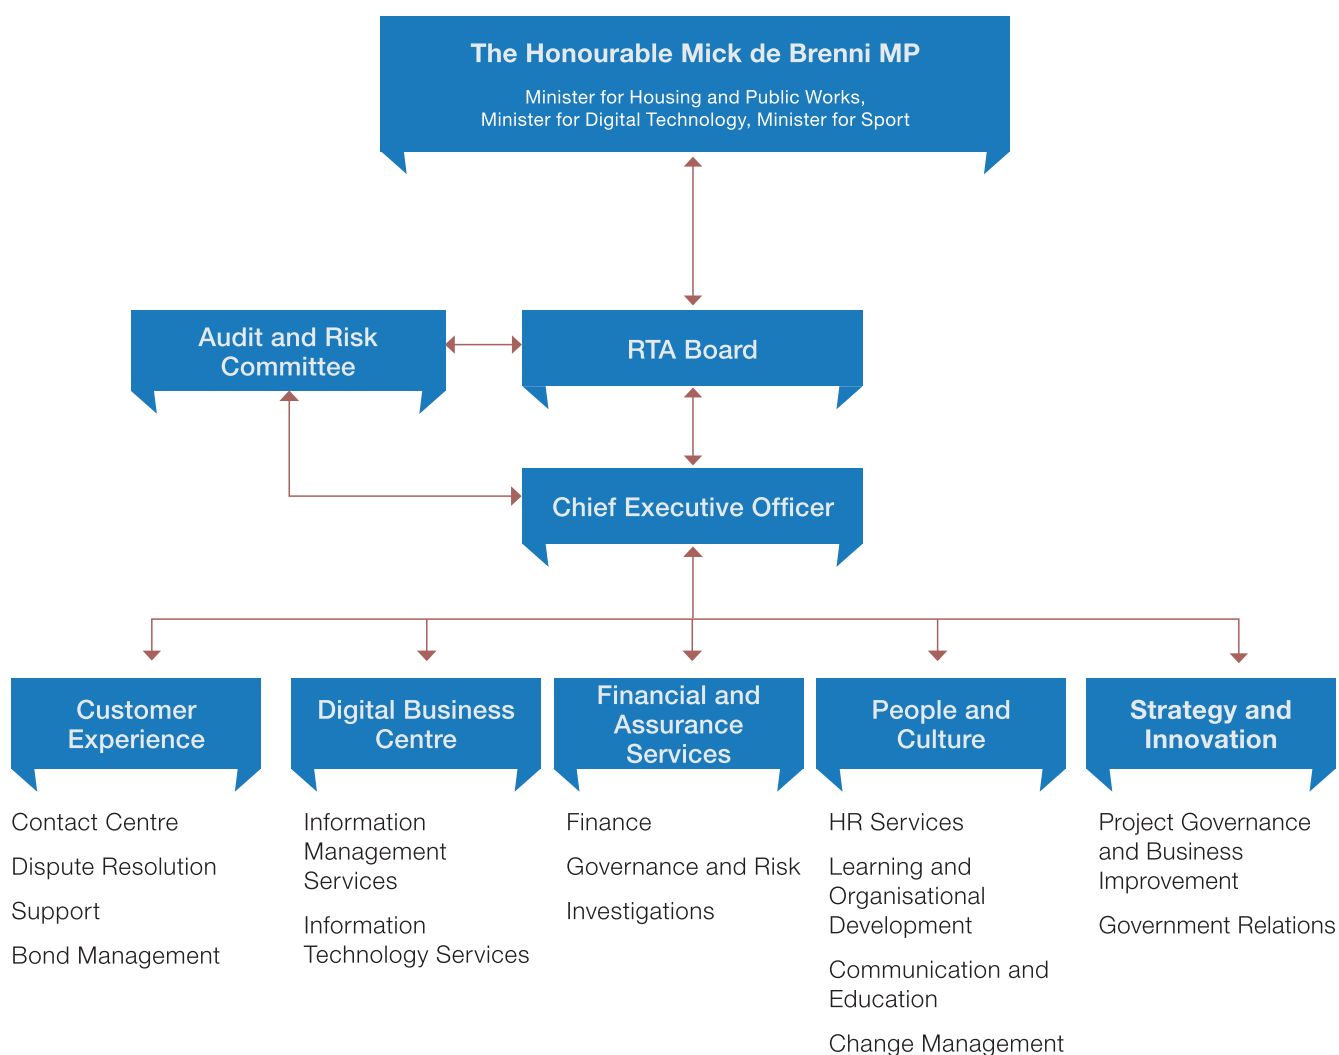 The Honourable Mick de Brenni MP
Minister for Housing and Public Works,
Minister for Digital Technology, Minister for Sport
Audit and Risk
Committee
RTA Board
Chief Executive Officer
Customer
Experience
Contact Centre
Dispute Resolution
Support
Bond Management
Digital Business
Centre
Information
Management
Services
Information
Technology Services
Financial and
Assurance
Services
Finance
Governance and Risk
Investigations
People and
Culture
HR Services
Learning and
Organisational
Development
Communication and
Education
Change Management
Strategy and
Innovation
Project Governance
and Business
Improvement
Government Relations